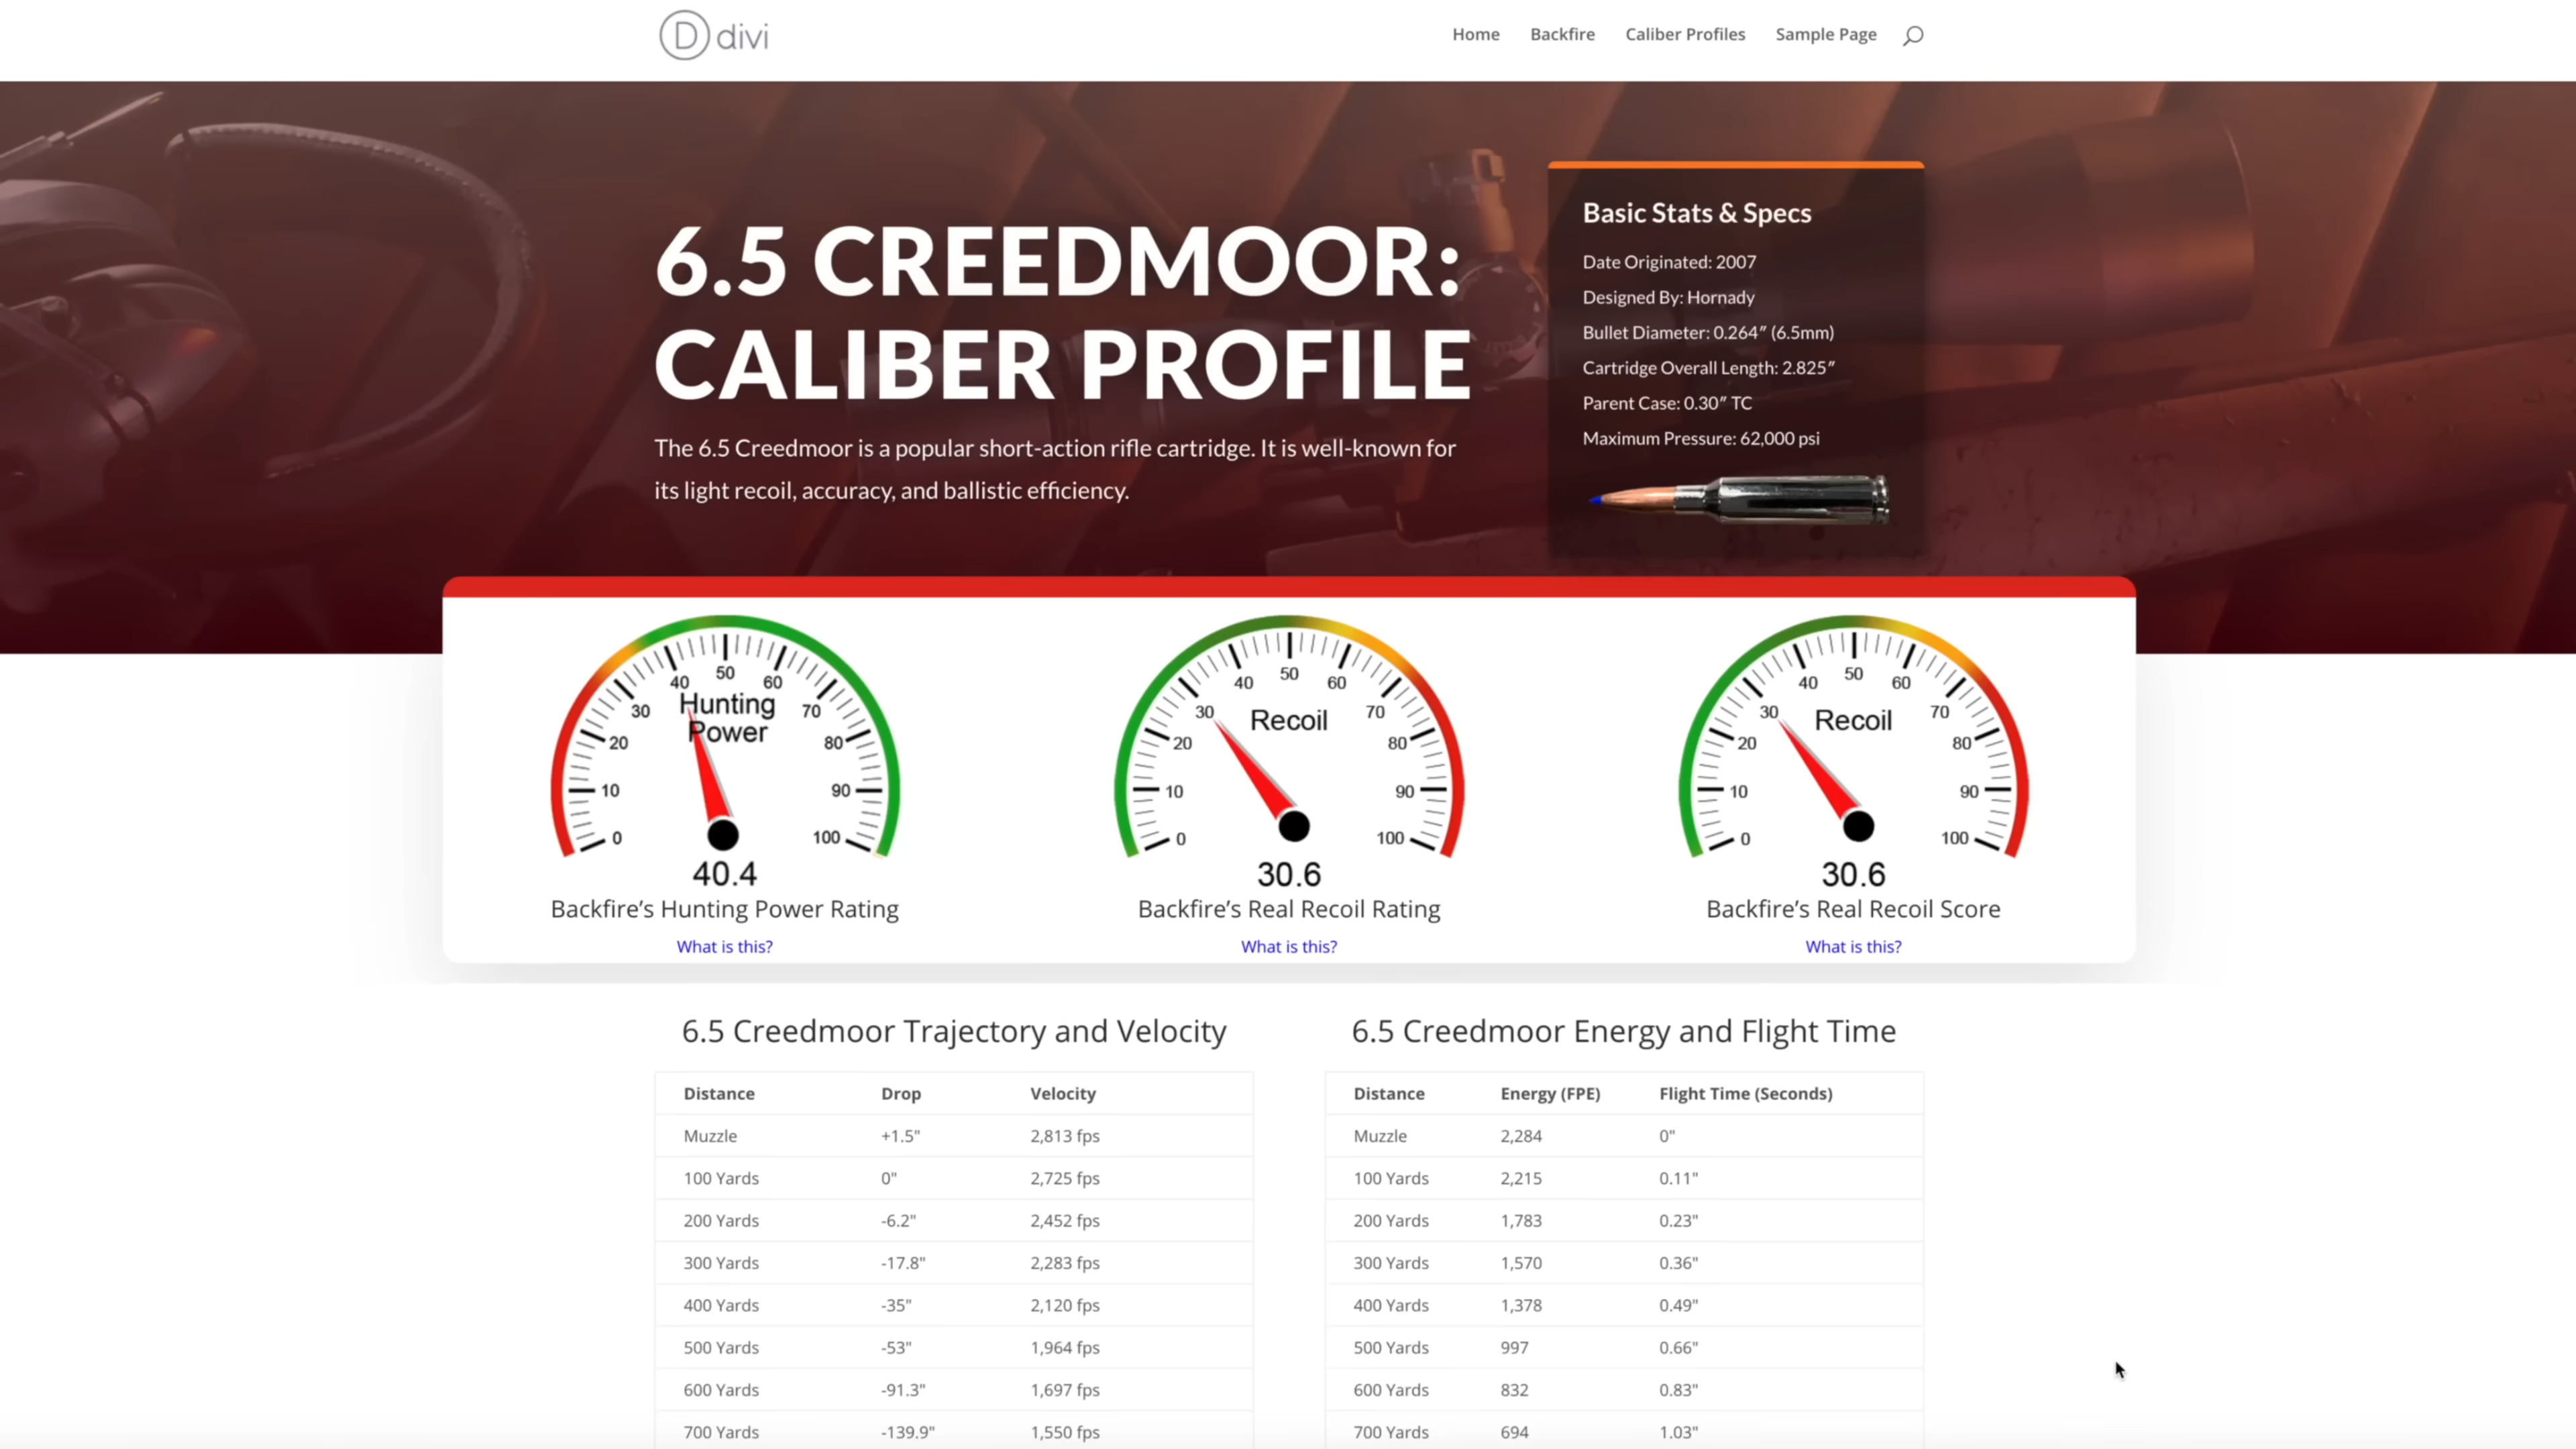 D divi
Home Backfire Caliber Profiles Sample Page
6.5 CREEDMOOR:
CALIBER PROFILE
The 6.5 Creedmoor is a popular short-action rifle cartridge. It is well-known for
its light recoil, accuracy, and ballistic efficiency.
Basic Stats & Specs
Date Originated: 2007
Designed By: Hornady
Bullet Diameter: 0.264″ (6.5mm)
Cartridge Overall Length: 2.825″
Parent Case: 0.30″ TC
Maximum Pressure: 62,000 psi
0 10 20 30 40 50 60 70 80 90 100
Hunting
Power
40.4
Backfire’s Hunting Power Rating
What is this?
0 10 20 30 40 50 60 70 80 90 100
Recoil
30.6
Backfire’s Real Recoil Rating
What is this?
0 10 20 30 40 50 60 70 80 90 100
Recoil
30.6
Backfire’s Real Recoil Score
What is this?
6.5 Creedmoor Trajectory and Velocity
Distance Drop Velocity
Muzzle +1.5" 2,813 fps
100 Yards 0" 2,725 fps
200 Yards -6.2" 2,452 fps
300 Yards -17.8" 2,283 fps
400 Yards -35" 2,120 fps
500 Yards -53" 1,964 fps
600 Yards -91.3" 1,697 fps
700 Yards -139.9" 1,550 fps
6.5 Creedmoor Energy and Flight Time
Distance Energy (FPE) Flight Time (Seconds)
Muzzle 2,284 0"
100 Yards 2,215 0.11"
200 Yards 1,783 0.23"
300 Yards 1,570 0.36"
400 Yards 1,378 0.49"
500 Yards 997 0.66"
600 Yards 832 0.83"
700 Yards 694 1.03"